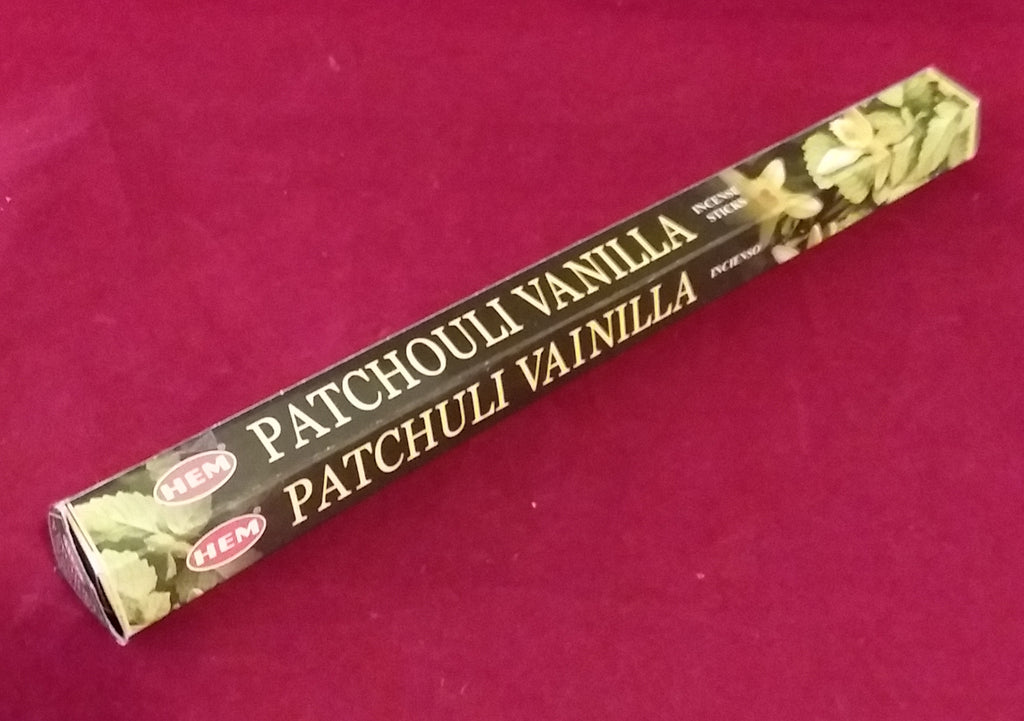 HEM
PATCHOULI VANILLA
INCENSE
STICKS
HEM
PATCHULI VAINILLA
INCIENSO